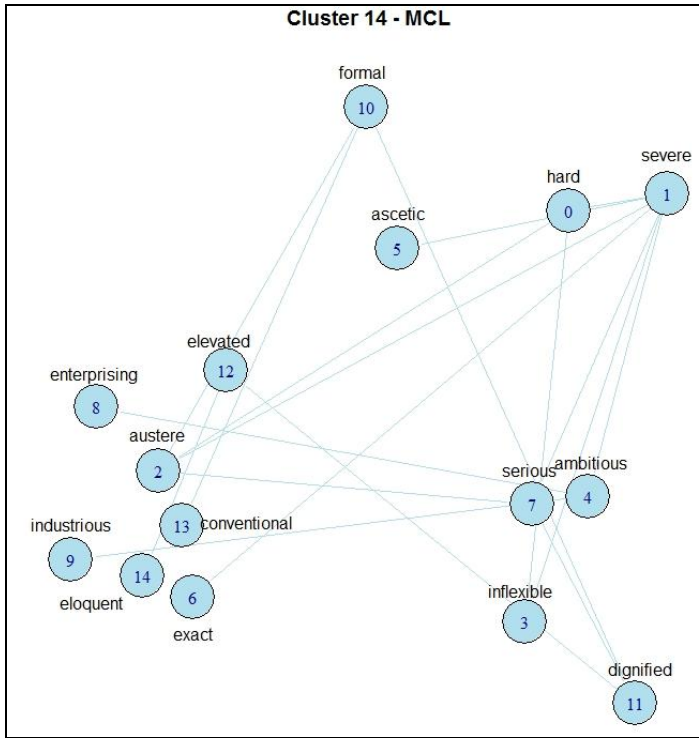 Cluster 14 - MCL
formal
10
severe
1
hard
0
ascetic
5
elevated
12
enterprising
8
austere
2
serious
7
ambitious
4
13
conventional
industrious
9
14
eloquent
6
exact
inflexible
3
dignified
11